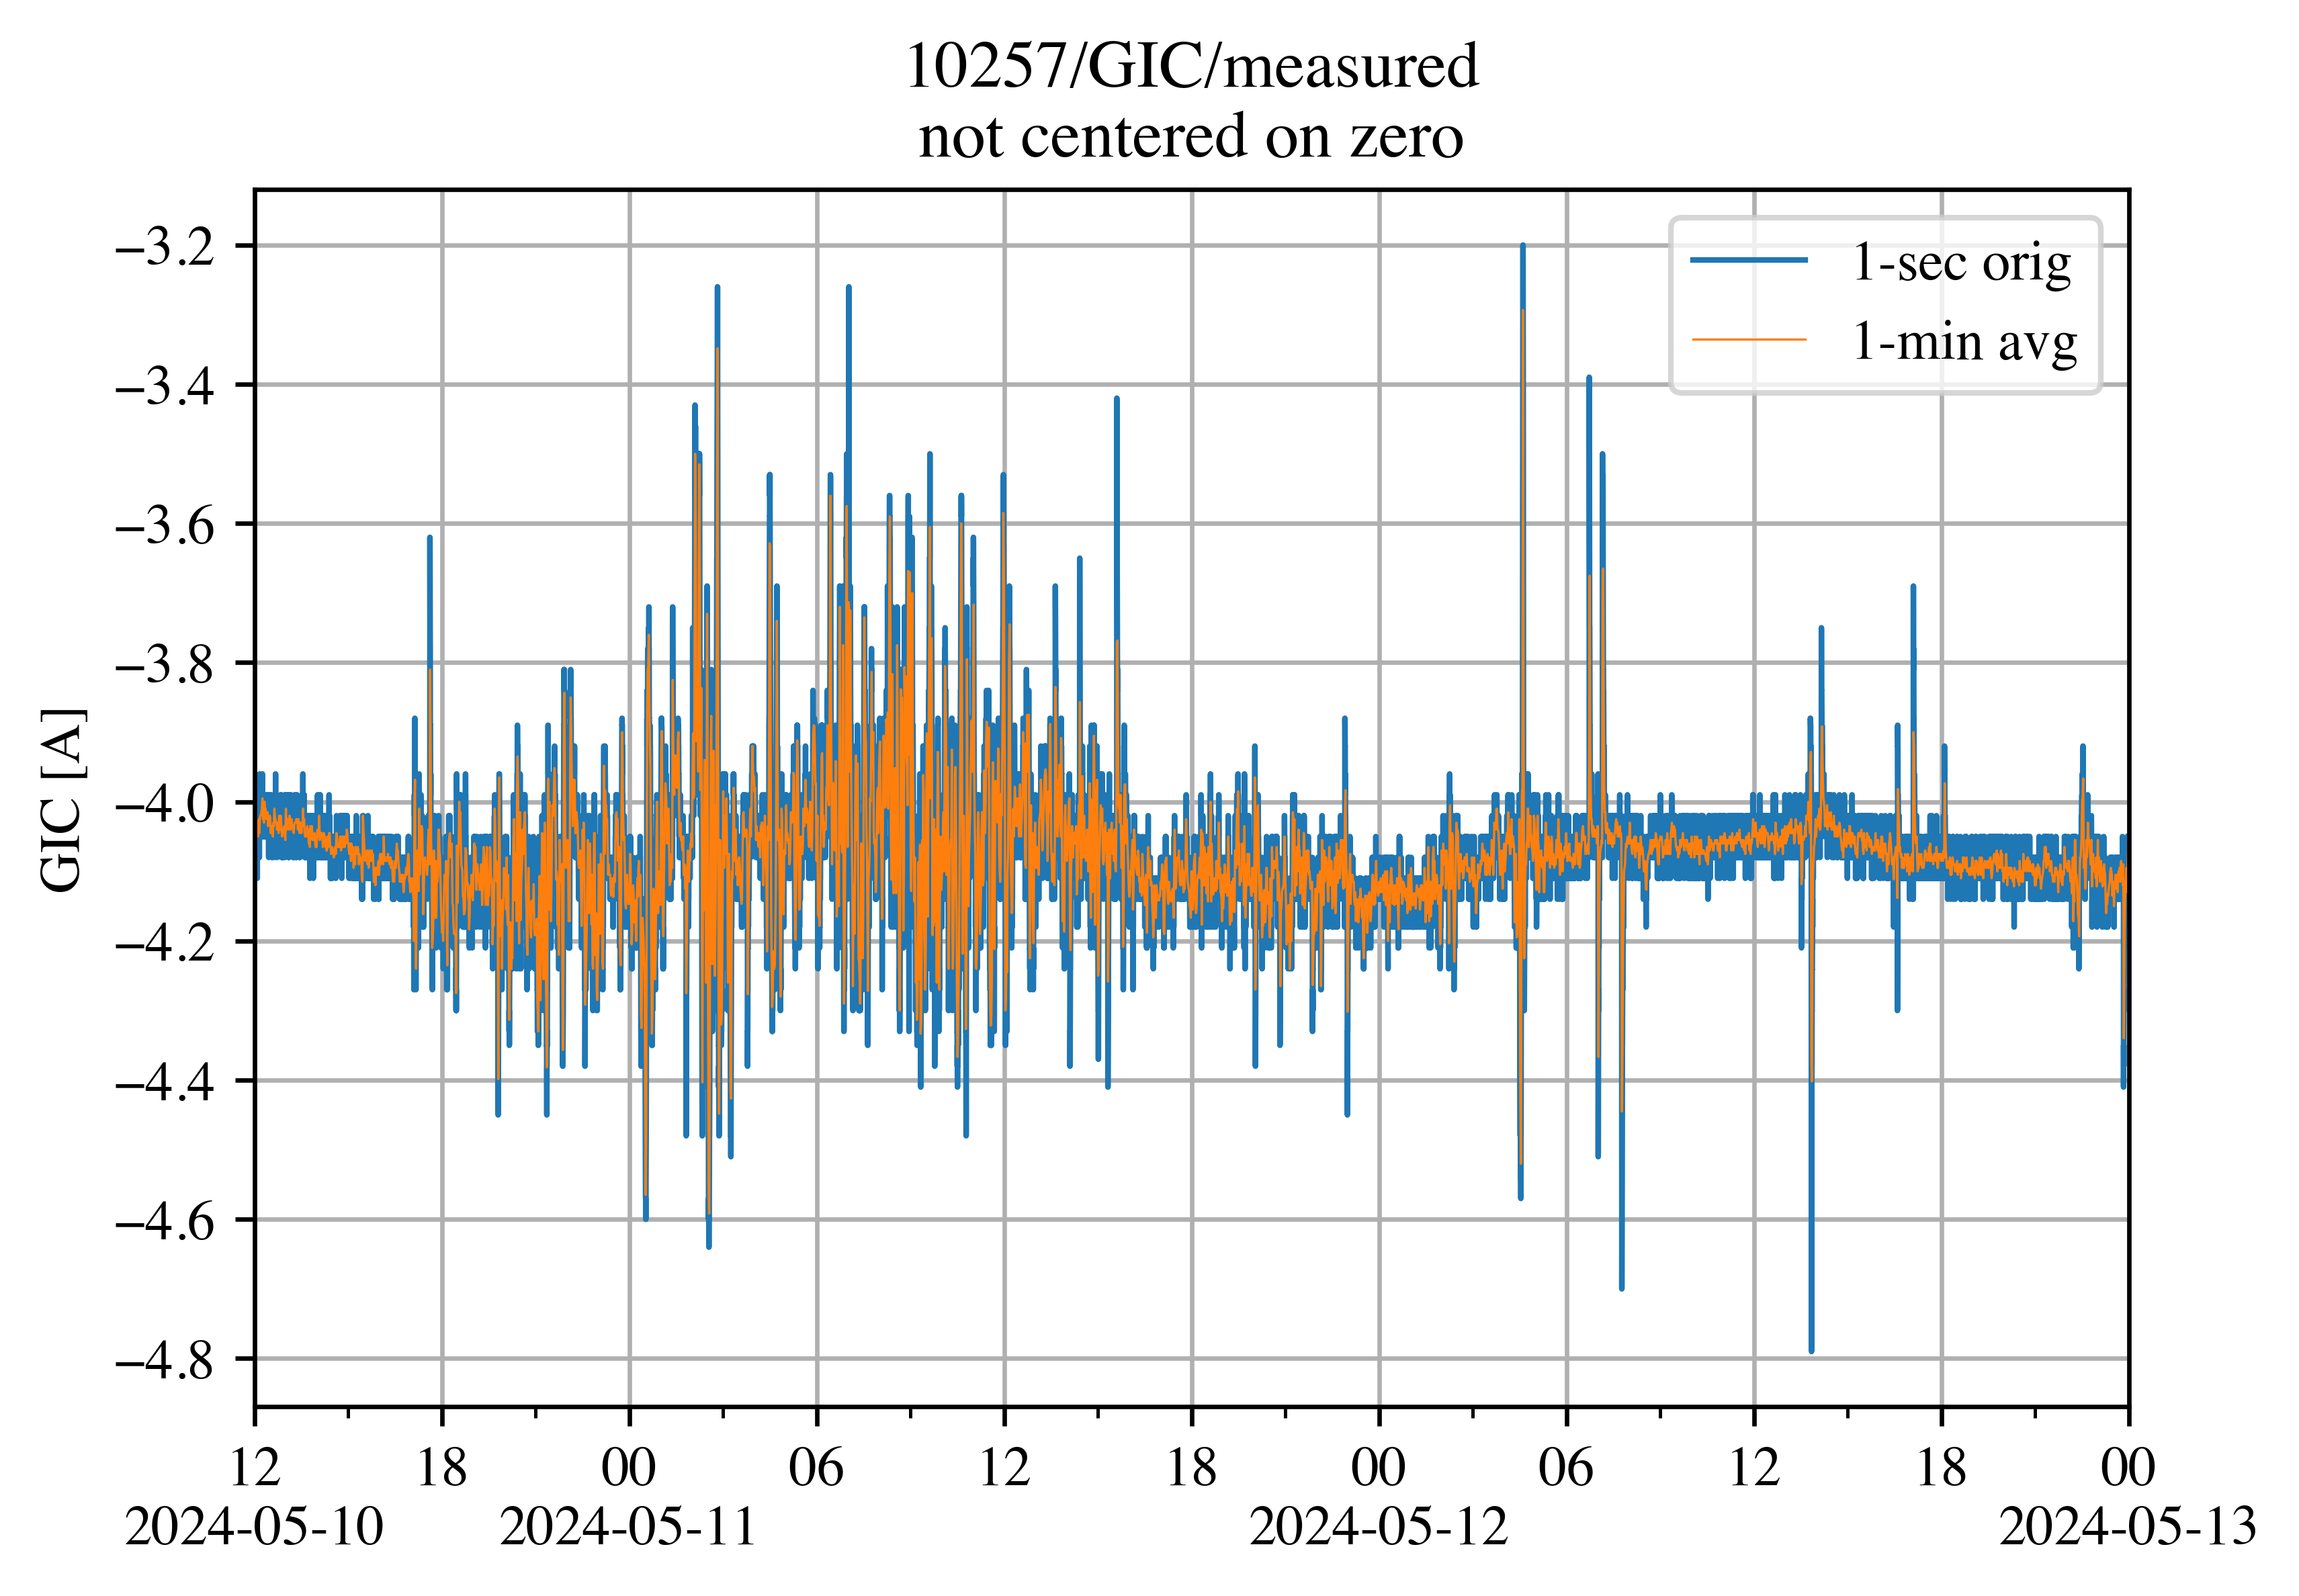 10257/GIC/measured
not centered on zero
1-sec orig
1-min avg
GIC [A]
−3.2
−3.4
−3.6
−3.8
−4.0
−4.2
−4.4
−4.6
−4.8
12 18 00 06 12 18 00 06 12 18 00
2024-05-10 2024-05-11 2024-05-12 2024-05-13